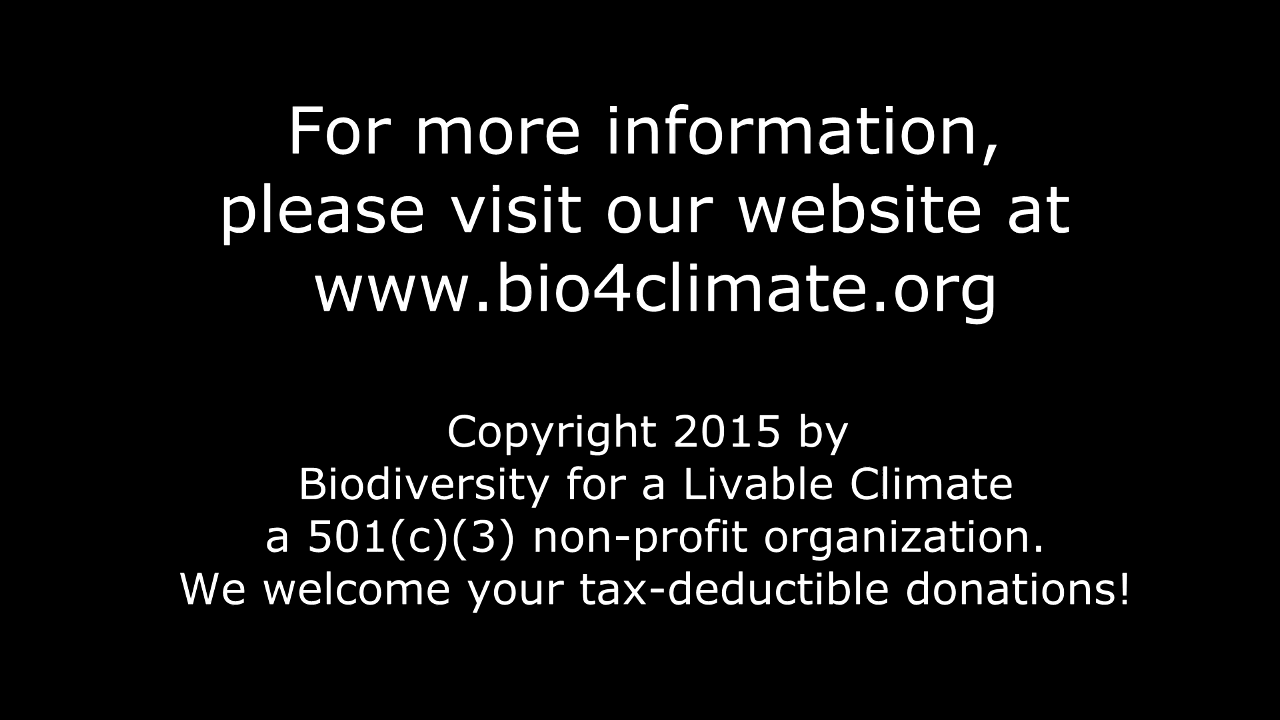 For more information,
please visit our website at
www.bio4climate.org
Copyright 2015 by
Biodiversity for a Livable Climate
a 501(c)(3) non-profit organization.
We welcome your tax-deductible donations!